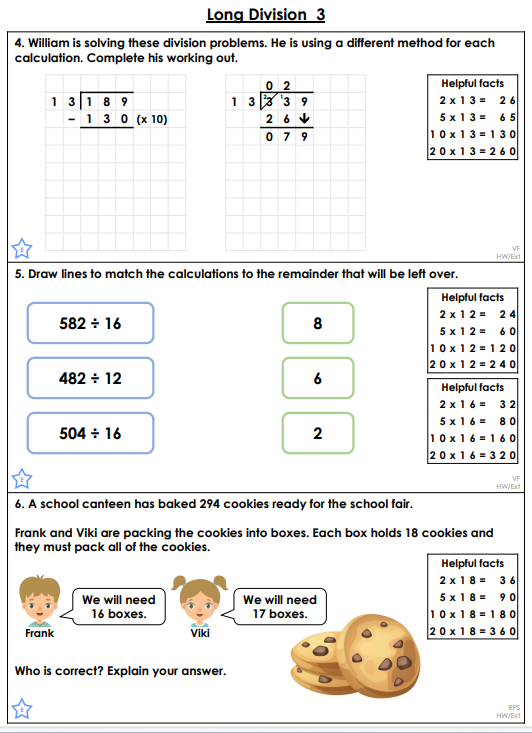 Long Division 3
4. William is solving these division problems. He is using a different method for each
calculation. Complete his working out.
1 3 1 8 9
– 1 3 0 (x 10)
0 2
1 3 3 ¹3 9
2 6
0 7 9
Helpful facts
2 x 1 3 = 2 6
5 x 1 3 = 6 5
1 0 x 1 3 = 1 3 0
2 0 x 1 3 = 2 6 0
E
VF
HW/Ext
5. Draw lines to match the calculations to the remainder that will be left over.
582 ÷ 16
482 ÷ 12
504 ÷ 16
8
6
2
Helpful facts
2 x 1 2 = 2 4
5 x 1 2 = 6 0
1 0 x 1 2 = 1 2 0
2 0 x 1 2 = 2 4 0
Helpful facts
2 x 1 6 = 3 2
5 x 1 6 = 8 0
1 0 x 1 6 = 1 6 0
2 0 x 1 6 = 3 2 0
E
VF
HW/Ext
6. A school canteen has baked 294 cookies ready for the school fair.
Frank and Viki are packing the cookies into boxes. Each box holds 18 cookies and
they must pack all of the cookies.
We will need
16 boxes.
Frank
We will need
17 boxes.
Viki
Helpful facts
2 x 1 8 = 3 6
5 x 1 8 = 9 0
1 0 x 1 8 = 1 8 0
2 0 x 1 8 = 3 6 0
Who is correct? Explain your answer.
E
RPS
HW/Ext